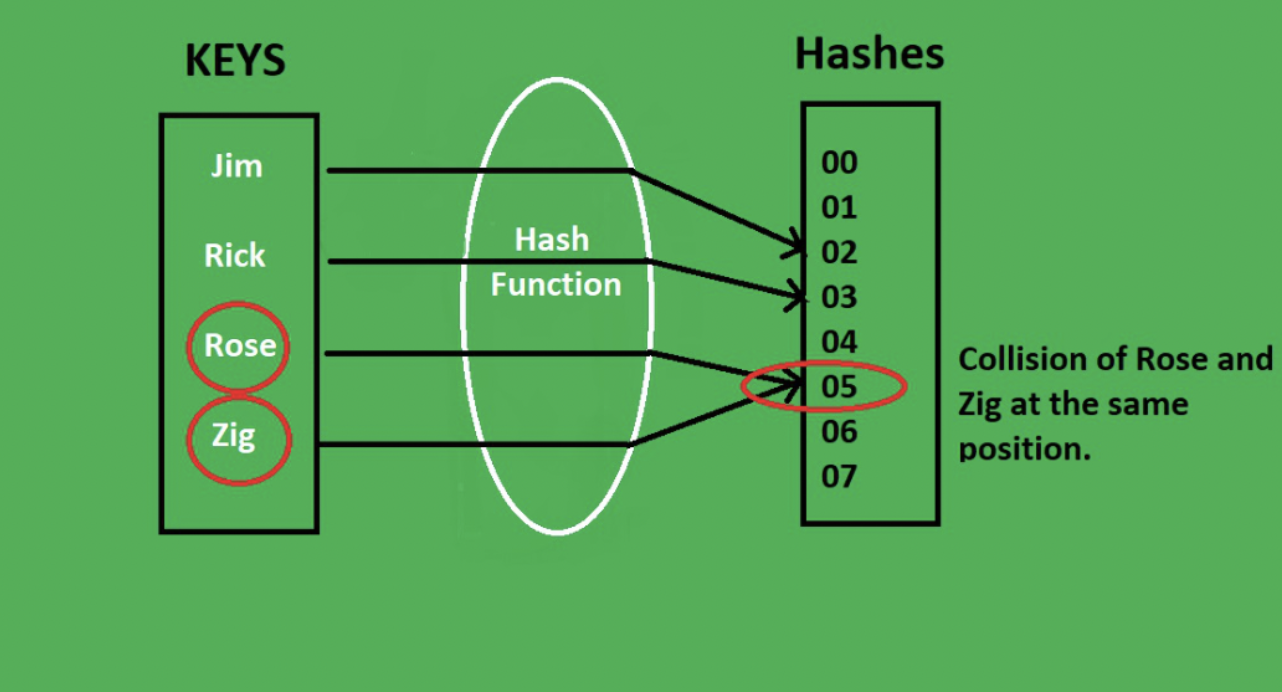 KEYS
Jim
Rick
Rose
Zig
Hash
Function
Hashes
00
01
02
03
04
05
06
07
Collision of Rose and
Zig at the same
position.